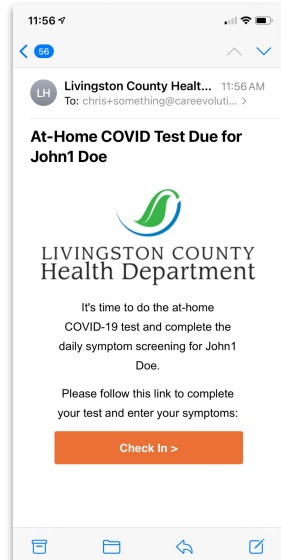 11:56
56
LH
Livingston County Healt... 11:56 AM
To: chris+something@careevoluti... >
At-Home COVID Test Due for
John1 Doe
LIVINGSTON COUNTY
Health Department
It's time to do the at-home
COVID-19 test and complete the
daily symptom screening for John1
Doe.
Please follow this link to complete
your test and enter your symptoms:
Check In >